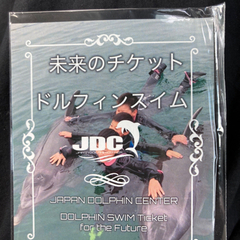 未来のチケット
ドルフィンスイム
JDC
JAPAN DOLPHIN CENTER
DOLPHIN SWIM Ticket
for the Future